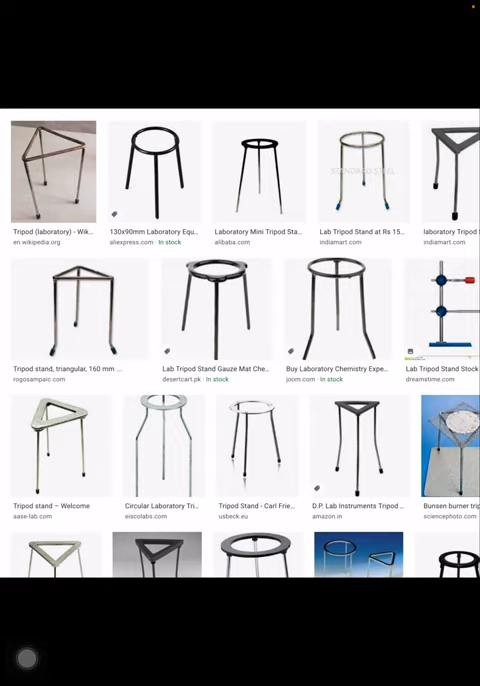 STANDARD STEEL
Tripod (laboratory) - Wik...
en.wikipedia.org
130x90mm Laboratory Equ...
aliexpress.com · In stock
Laboratory Mini Tripod Sta...
alibaba.com
Lab Tripod Stand at Rs 15...
indiamart.com
laboratory Tripod S
indiamart.com
Tripod stand, triangular, 160 mm ...
rogosampaic.com
Lab Tripod Stand Gauze Mat Che...
desertcart.pk · In stock
Buy Laboratory Chemistry Expe...
joom.com · In stock
Lab Tripod Stand Stock
dreamstime.com
Tripod stand – Welcome
aase-lab.com
Circular Laboratory Tri...
eiscolabs.com
Tripod Stand - Carl Frie...
usbeck.eu
D.P. Lab Instruments Tripod ...
amazon.in
Bunsen burner trip
sciencephoto.com